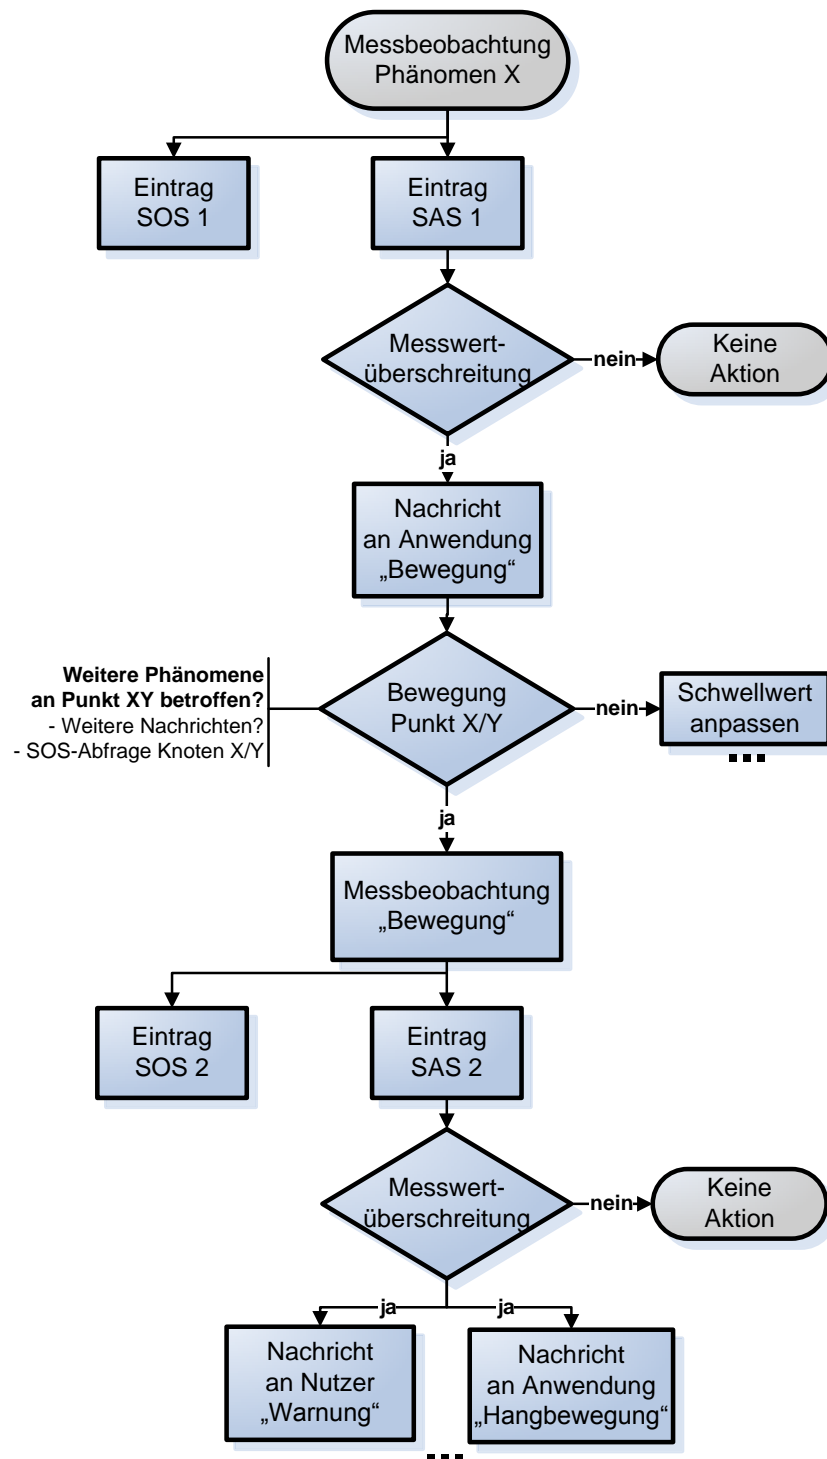 Messbeobachtung
Phänomen X
Eintrag
SOS 1
Eintrag
SAS 1
Messwert-
überschreitung
nein
Keine
Aktion
ja
Nachricht
an Anwendung
„Bewegung“
Weitere Phänomene
an Punkt XY betroffen?
- Weitere Nachrichten?
- SOS-Abfrage Knoten X/Y
Bewegung
Punkt X/Y
nein
Schwellwert
anpassen
...
ja
Messbeobachtung
„Bewegung“
Eintrag
SOS 2
Eintrag
SAS 2
Messwert-
überschreitung
nein
Keine
Aktion
ja
ja
Nachricht
an Nutzer
„Warnung“
Nachricht
an Anwendung
„Hangbewegung“
...